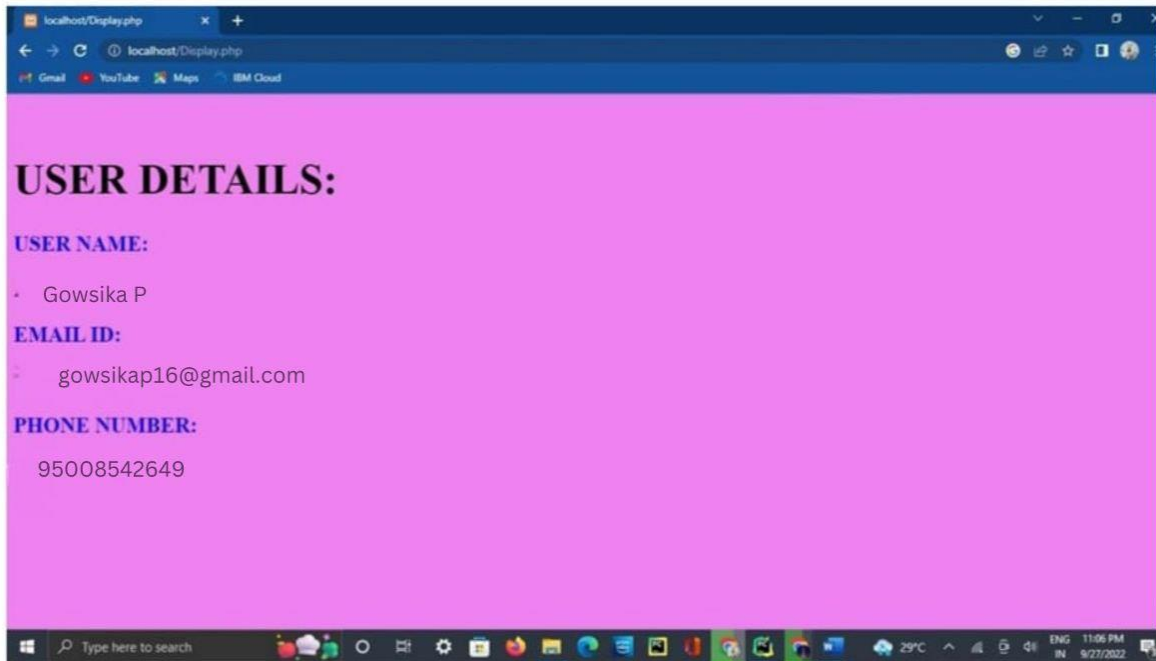 localhost/Display.php
localhost/Display.php
Gmail YouTube Maps IBM Cloud
USER DETAILS:
USER NAME:
Gowsika P
EMAIL ID:
gowsikap16@gmail.com
PHONE NUMBER:
95008542649
Type here to search 29°C ENG 11:06 PM
IN 9/27/2022